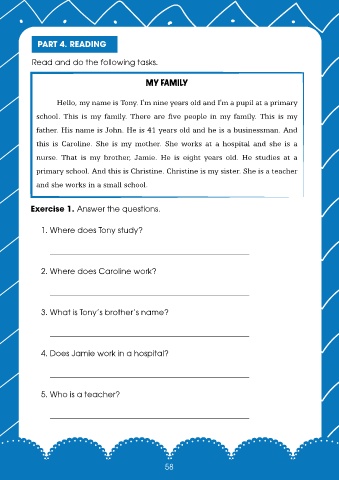 PART 4. READING
Read and do the following tasks.
MY FAMILY
Hello, my name is Tony. I'm nine years old and I'm a pupil at a primary
school. This is my family. There are five people in my family. This is my
father. His name is John. He is 41 years old and he is a businessman. And
this is Caroline. She is my mother. She works at a hospital and she is a
nurse. That is my brother, Jamie. He is eight years old. He studies at a
primary school. And this is Christine. Christine is my sister. She is a teacher
and she works in a small school.
Exercise 1. Answer the questions.
1. Where does Tony study?
2. Where does Caroline work?
3. What is Tony's brother's name?
4. Does Jamie work in a hospital?
5. Who is a teacher?
58